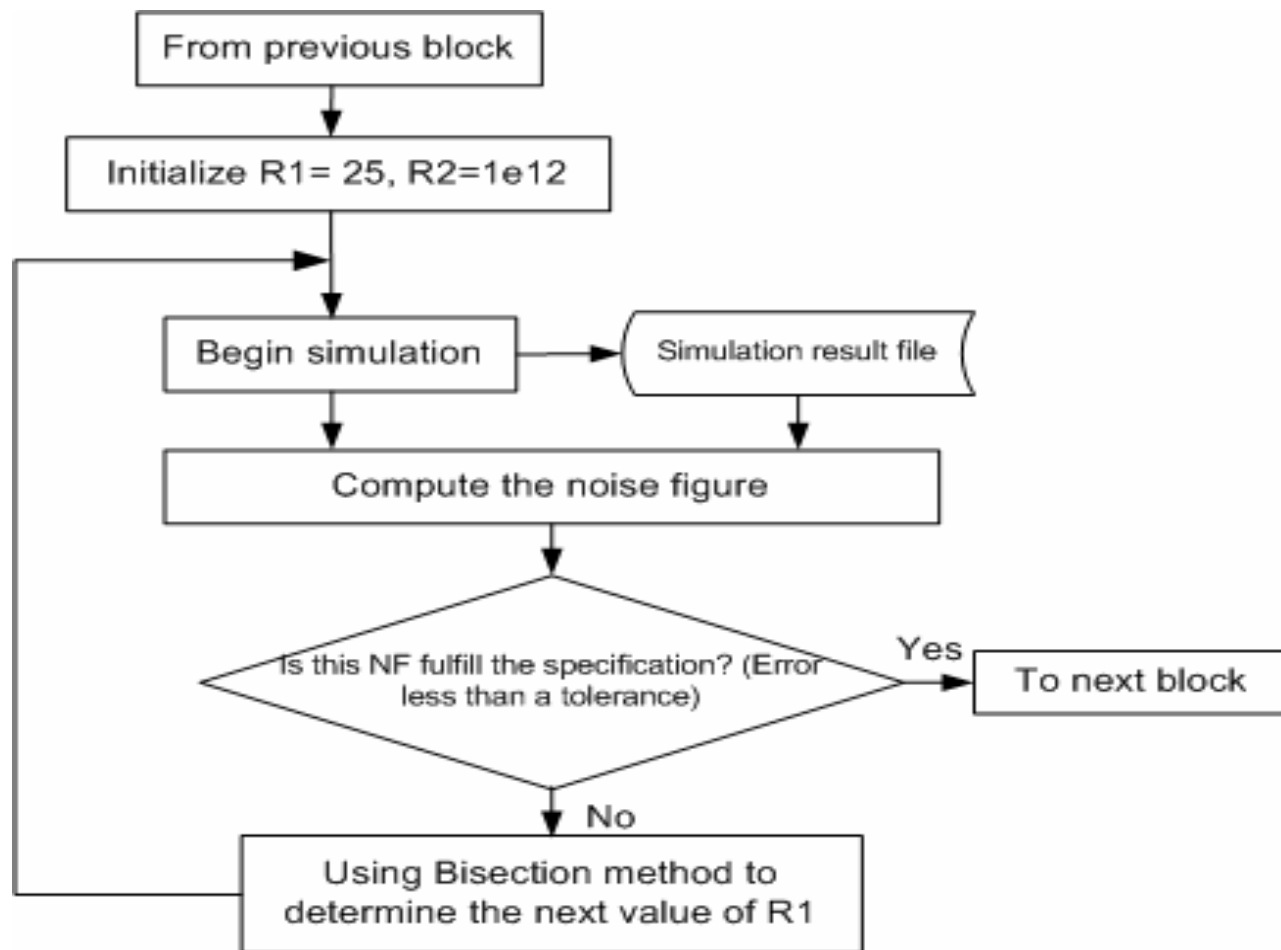 From previous block
Initialize R1= 25, R2=1e12
Begin simulation
Simulation result file
Compute the noise figure
Is this NF fulfill the specification? (Error
less than a tolerance)
Yes
To next block
No
Using Bisection method to
determine the next value of R1